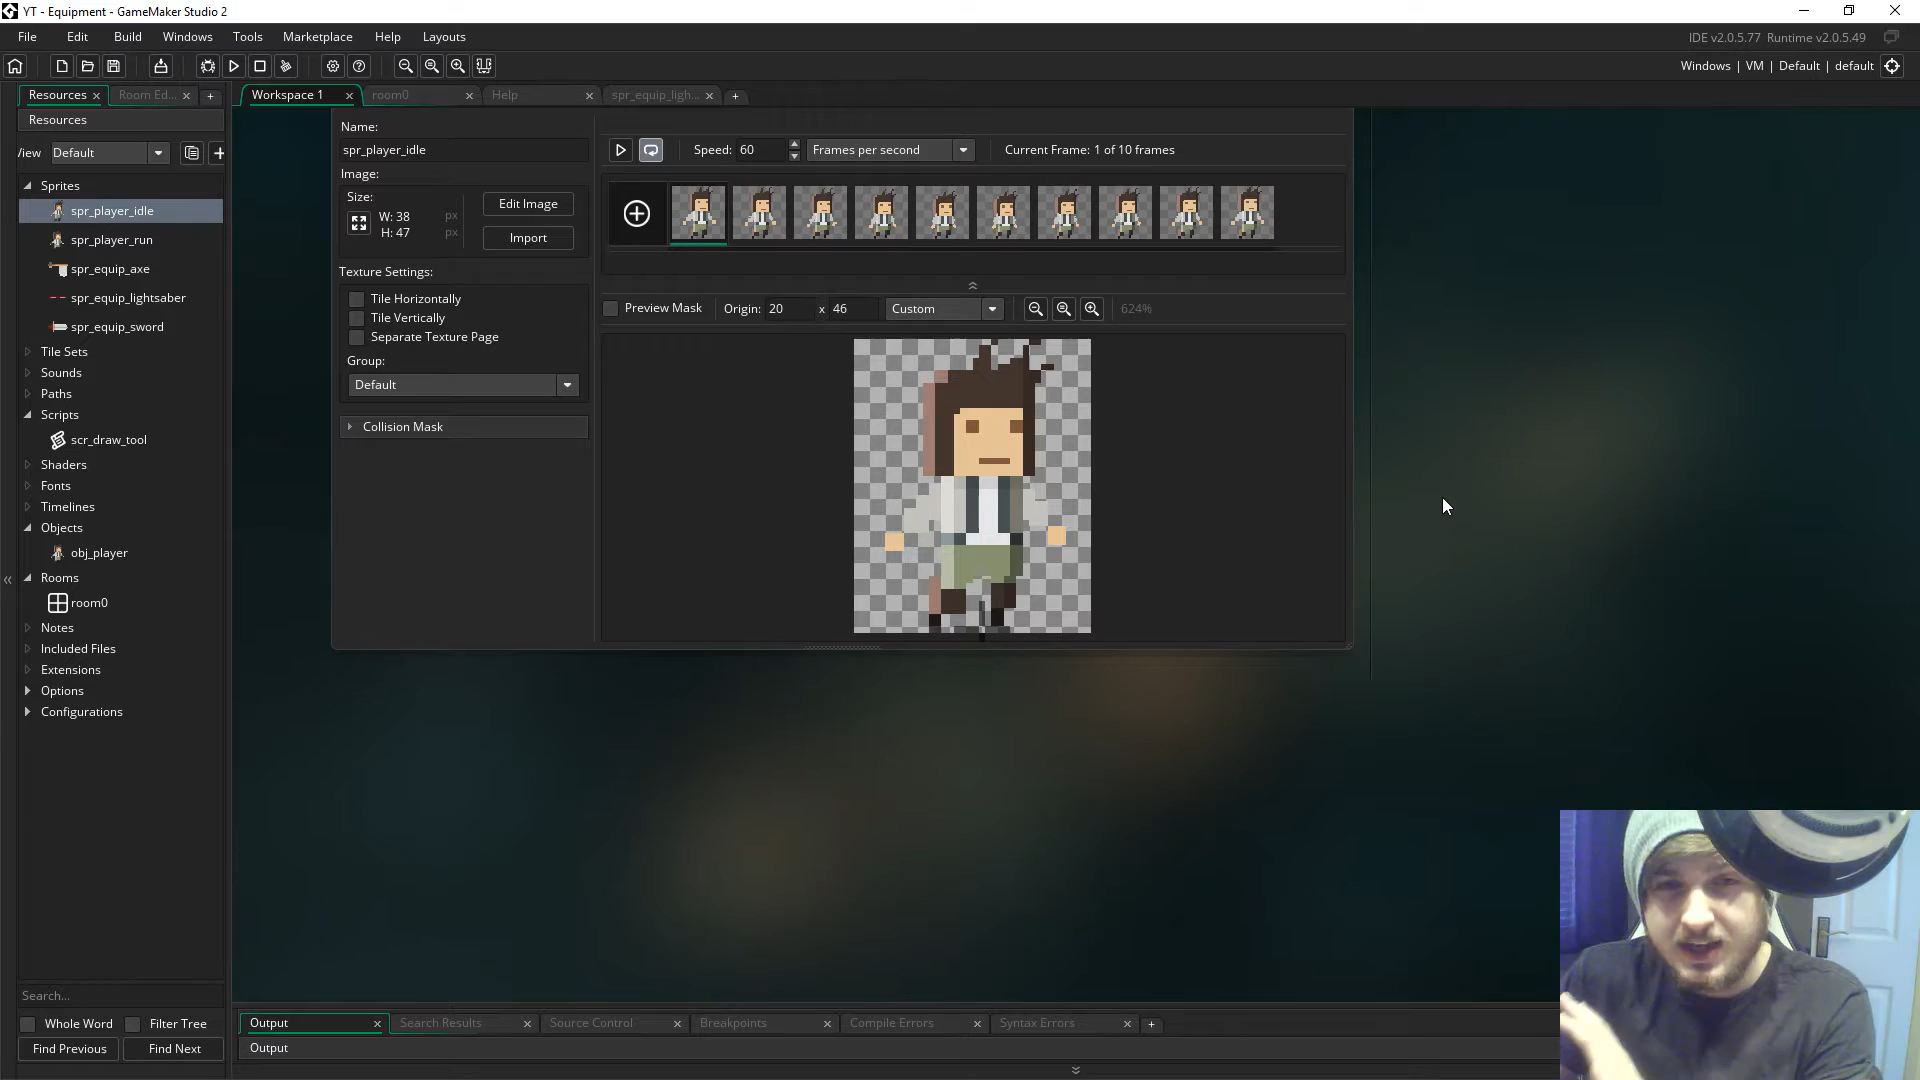 YT - Equipment - GameMaker Studio 2
File Edit Build Windows Tools Marketplace Help Layouts
IDE v2.0.5.77 Runtime v2.0.5.49
Windows | VM | Default | default
Resources Room Ed...
Workspace 1 room0 Help spr_equip_ligh...
Resources
View Default
Sprites
spr_player_idle
spr_player_run
spr_equip_axe
spr_equip_lightsaber
spr_equip_sword
Tile Sets
Sounds
Paths
Scripts
scr_draw_tool
Shaders
Fonts
Timelines
Objects
obj_player
Rooms
room0
Notes
Included Files
Extensions
Options
Configurations
Search...
Whole Word Filter Tree
Find Previous Find Next
Name:
spr_player_idle
Image:
Size:
W: 38 px
H: 47 px
Edit Image
Import
Texture Settings:
Tile Horizontally
Tile Vertically
Separate Texture Page
Group:
Default
Collision Mask
Speed: 60 Frames per second Current Frame: 1 of 10 frames
Preview Mask Origin: 20 x 46 Custom 624%
Output Search Results Source Control Breakpoints Compile Errors Syntax Errors
Output